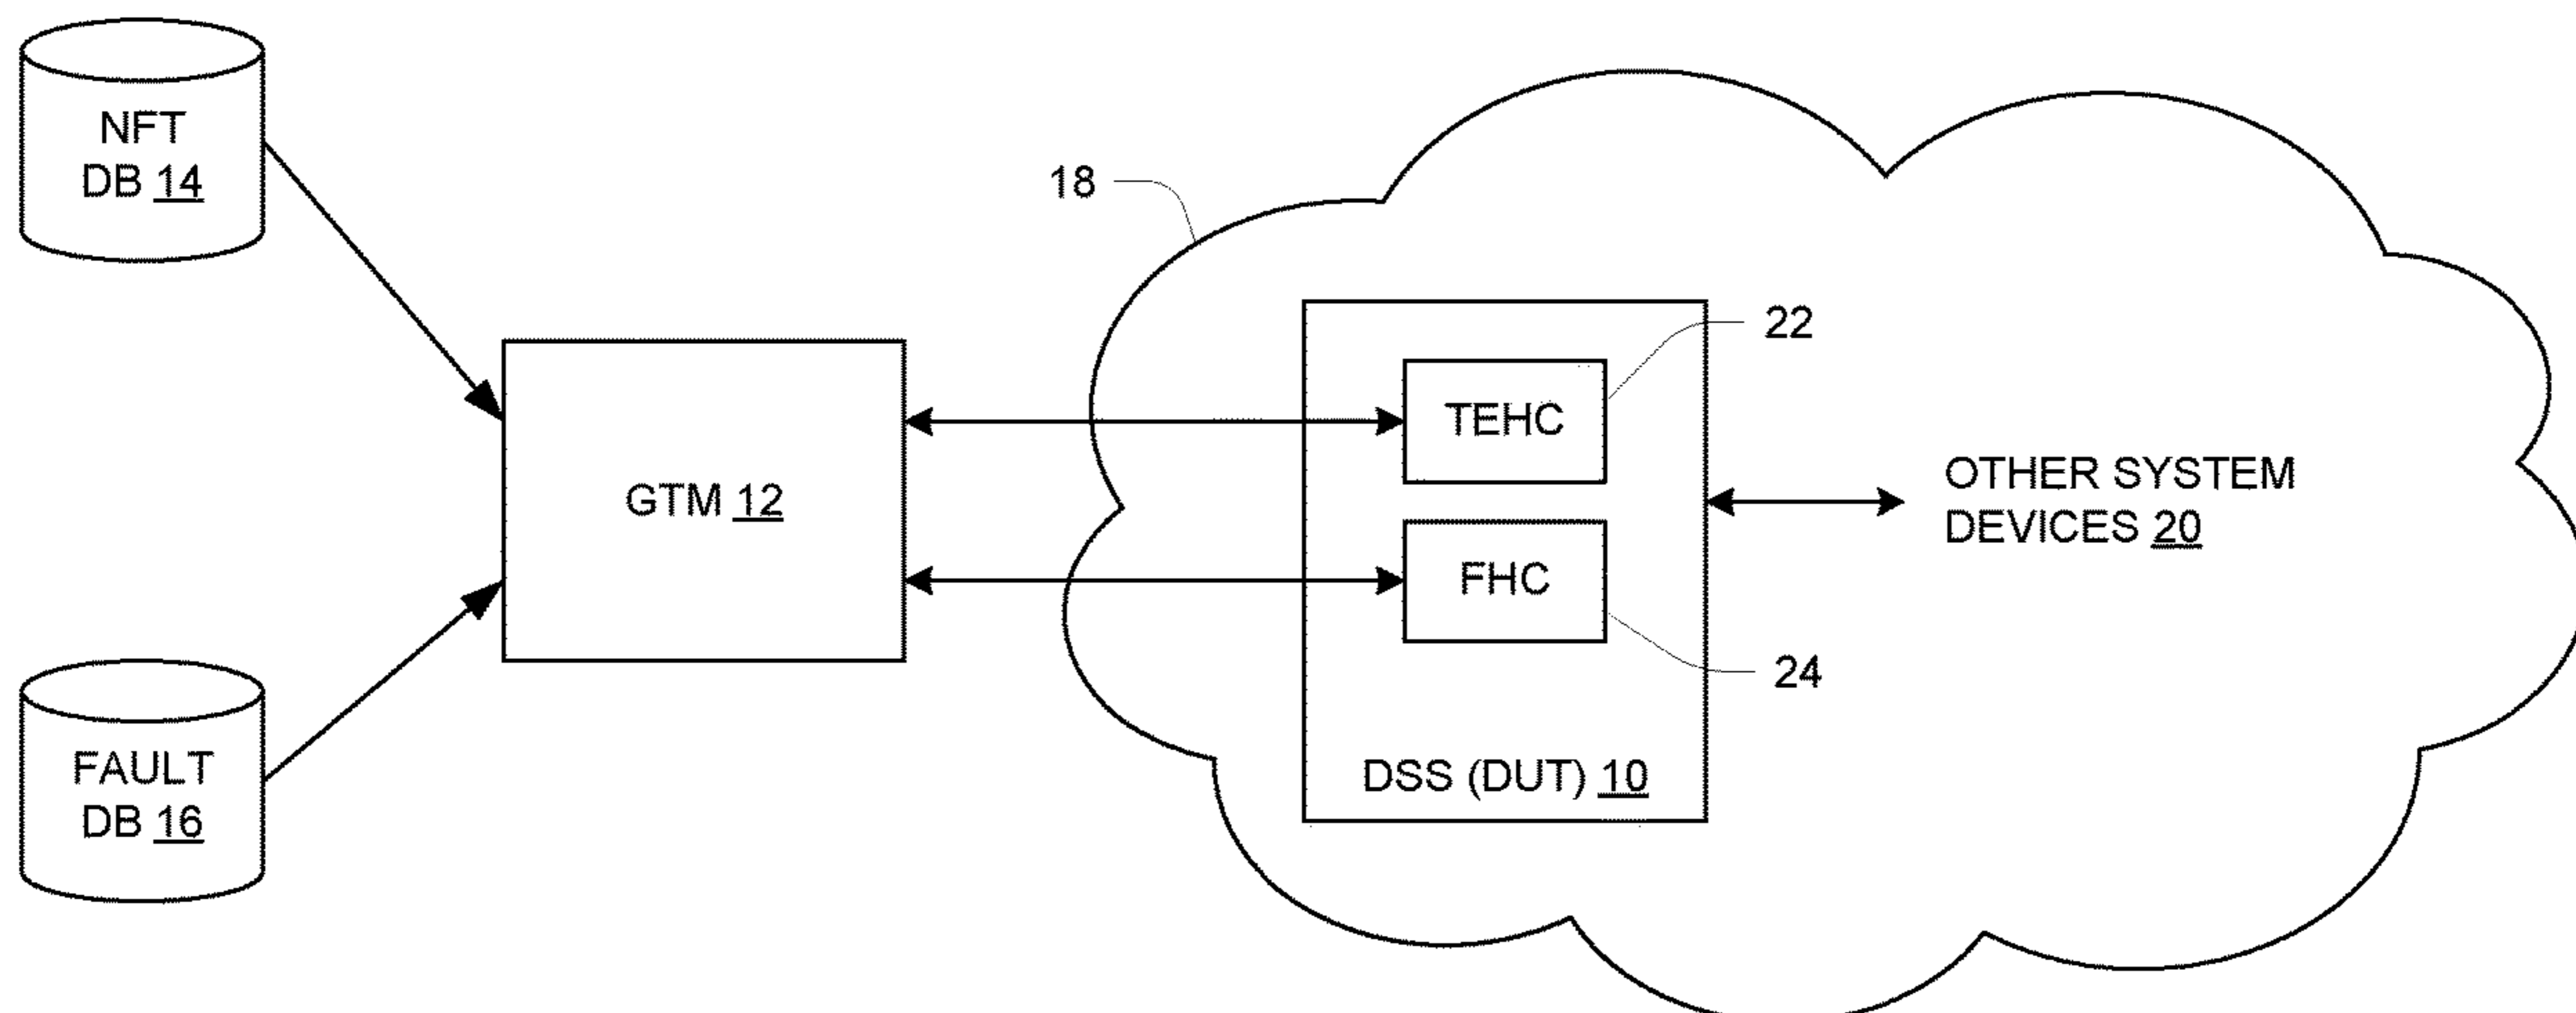 NFT
DB 14
18
22
TEHC
GTM 12
OTHER SYSTEM
DEVICES 20
FHC
24
FAULT
DB 16
DSS (DUT) 10